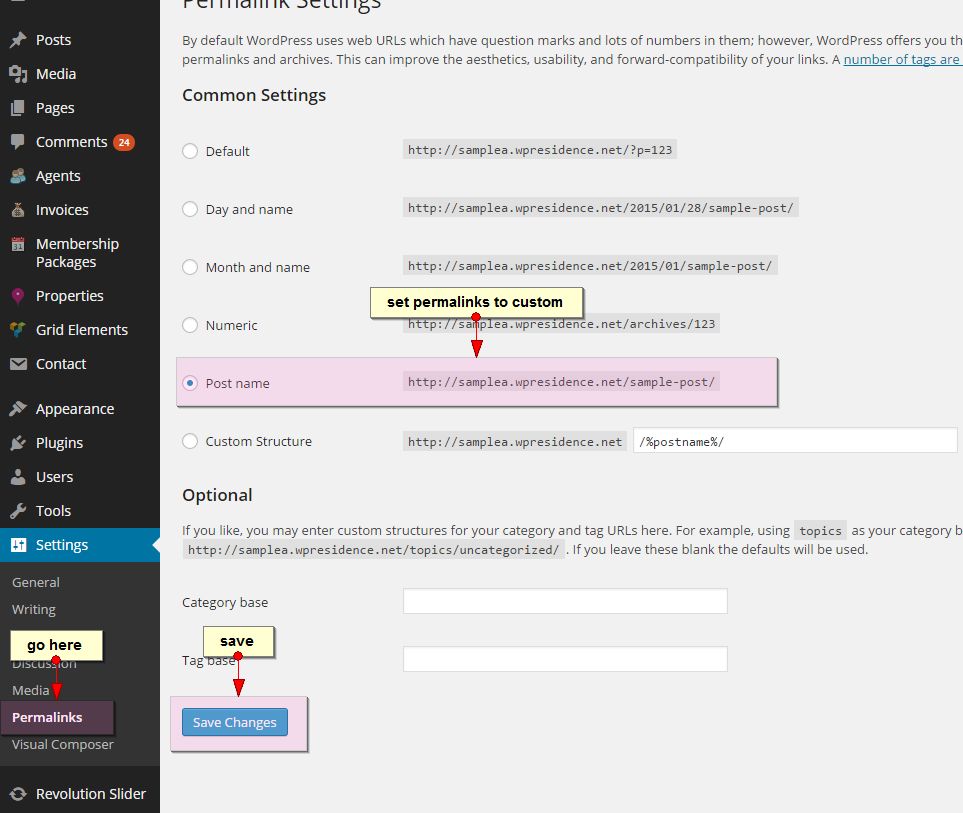 Permalink Settings
Posts
Media
Pages
Comments 24
Agents
Invoices
Membership
Packages
Properties
Grid Elements
Contact
Appearance
Plugins
Users
Tools
Settings
General
Writing
go here
Discussion
Media
Permalinks
Visual Composer
Revolution Slider
By default WordPress uses web URLs which have question marks and lots of numbers in them; however, WordPress offers you th
permalinks and archives. This can improve the aesthetics, usability, and forward-compatibility of your links. A number of tags are
Common Settings
Default http://samplea.wpresidence.net/?p=123
Day and name http://samplea.wpresidence.net/2015/01/28/sample-post/
Month and name http://samplea.wpresidence.net/2015/01/sample-post/
set permalinks to custom
Numeric http://samplea.wpresidence.net/archives/123
Post name http://samplea.wpresidence.net/sample-post/
Custom Structure http://samplea.wpresidence.net /%postname%/
Optional
If you like, you may enter custom structures for your category and tag URLs here. For example, using topics as your category b
http://samplea.wpresidence.net/topics/uncategorized/ . If you leave these blank the defaults will be used.
Category base
save
Tag base
Save Changes